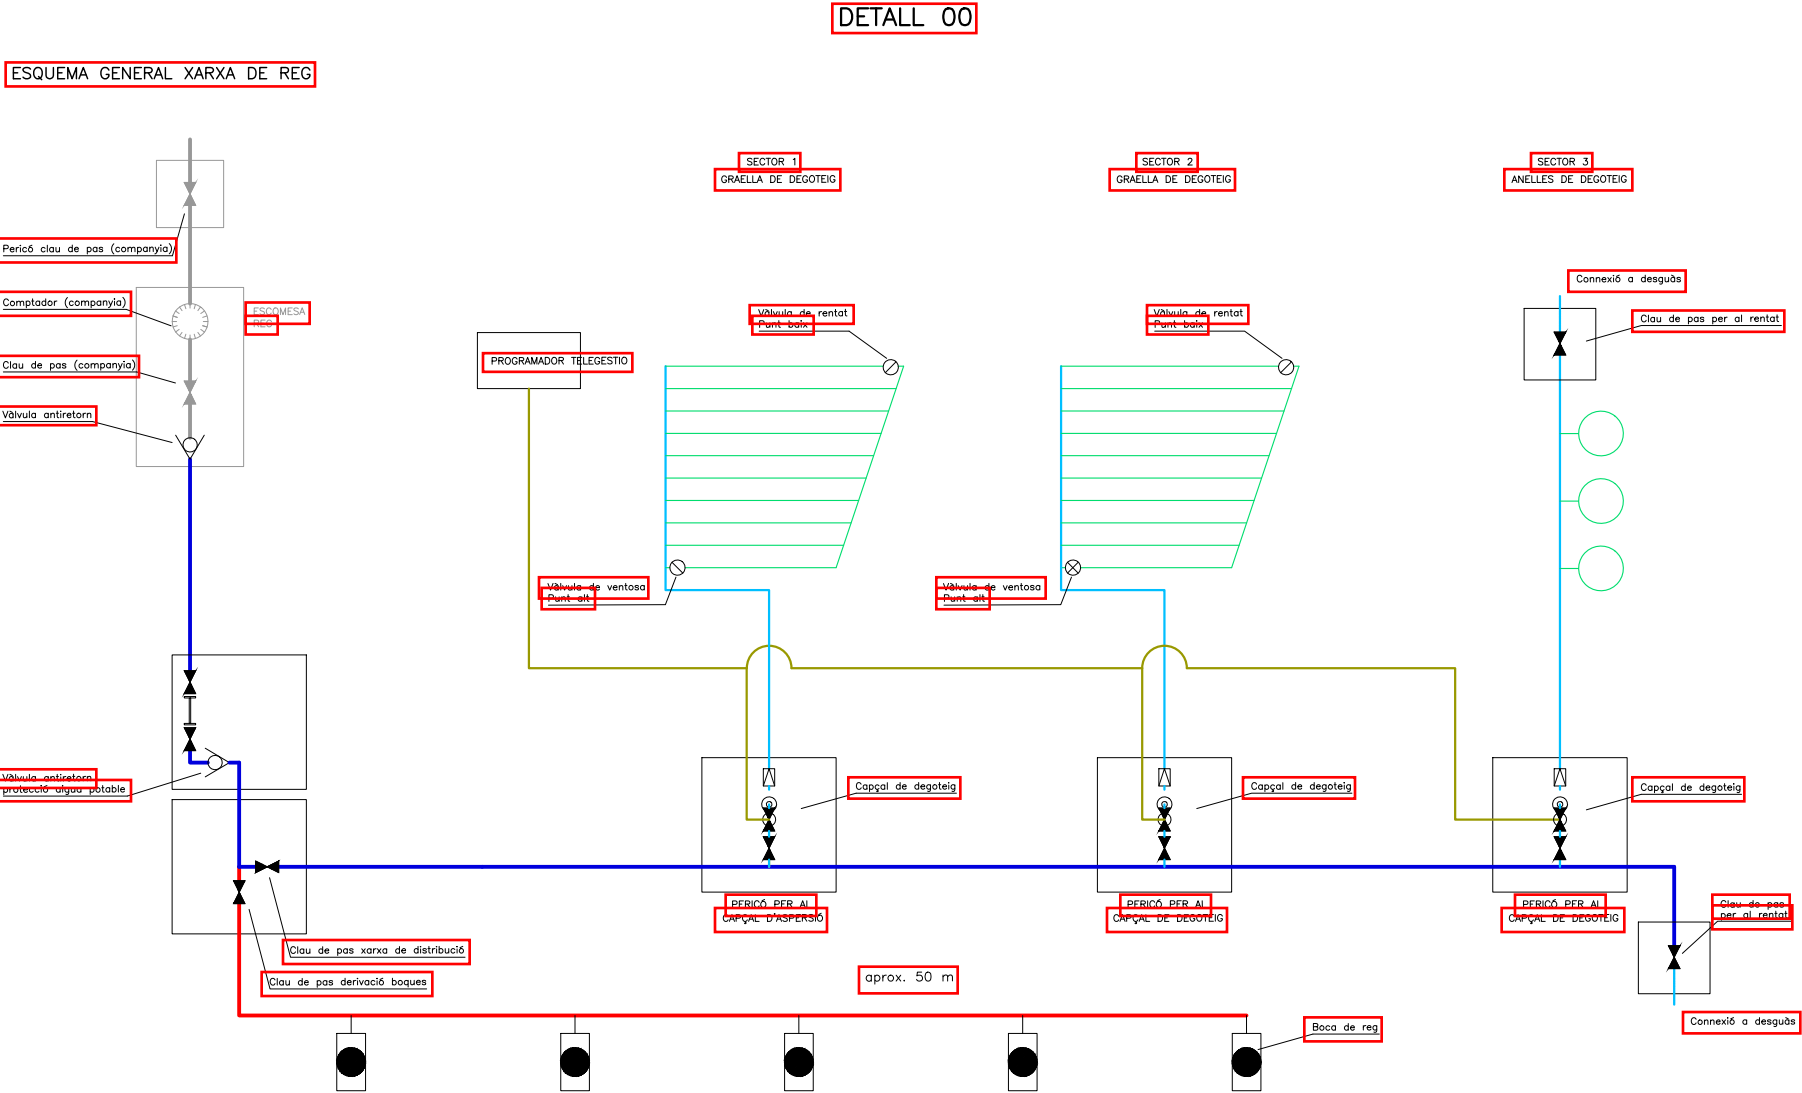 DETALL 00
ESQUEMA GENERAL XARXA DE REG
SECTOR 1
GRAELLA DE DEGOTEIG
SECTOR 2
GRAELLA DE DEGOTEIG
SECTOR 3
ANELLES DE DEGOTEIG
Pericó clau de pas (companyia)
Comptador (companyia)
ESCOMESA
REG
Clau de pas (companyia)
Vàlvula antiretorn
PROGRAMADOR TELEGESTIO
Vàlvula de rentat
Punt baix
Vàlvula de rentat
Punt baix
Connexió a desguàs
Clau de pas per al rentat
Vàlvula de ventosa
Punt alt
Vàlvula de ventosa
Punt alt
Vàlvula antiretorn
protecció aigua potable
Capçal de degoteig
Capçal de degoteig
Capçal de degoteig
PERICÓ PER AL
CAPÇAL D'ASPERSIÓ
PERICÓ PER AL
CAPÇAL DE DEGOTEIG
PERICÓ PER AL
CAPÇAL DE DEGOTEIG
Clau de pas
per al rentat
Clau de pas xarxa de distribució
Clau de pas derivació boques
aprox. 50 m
Boca de reg
Connexió a desguàs